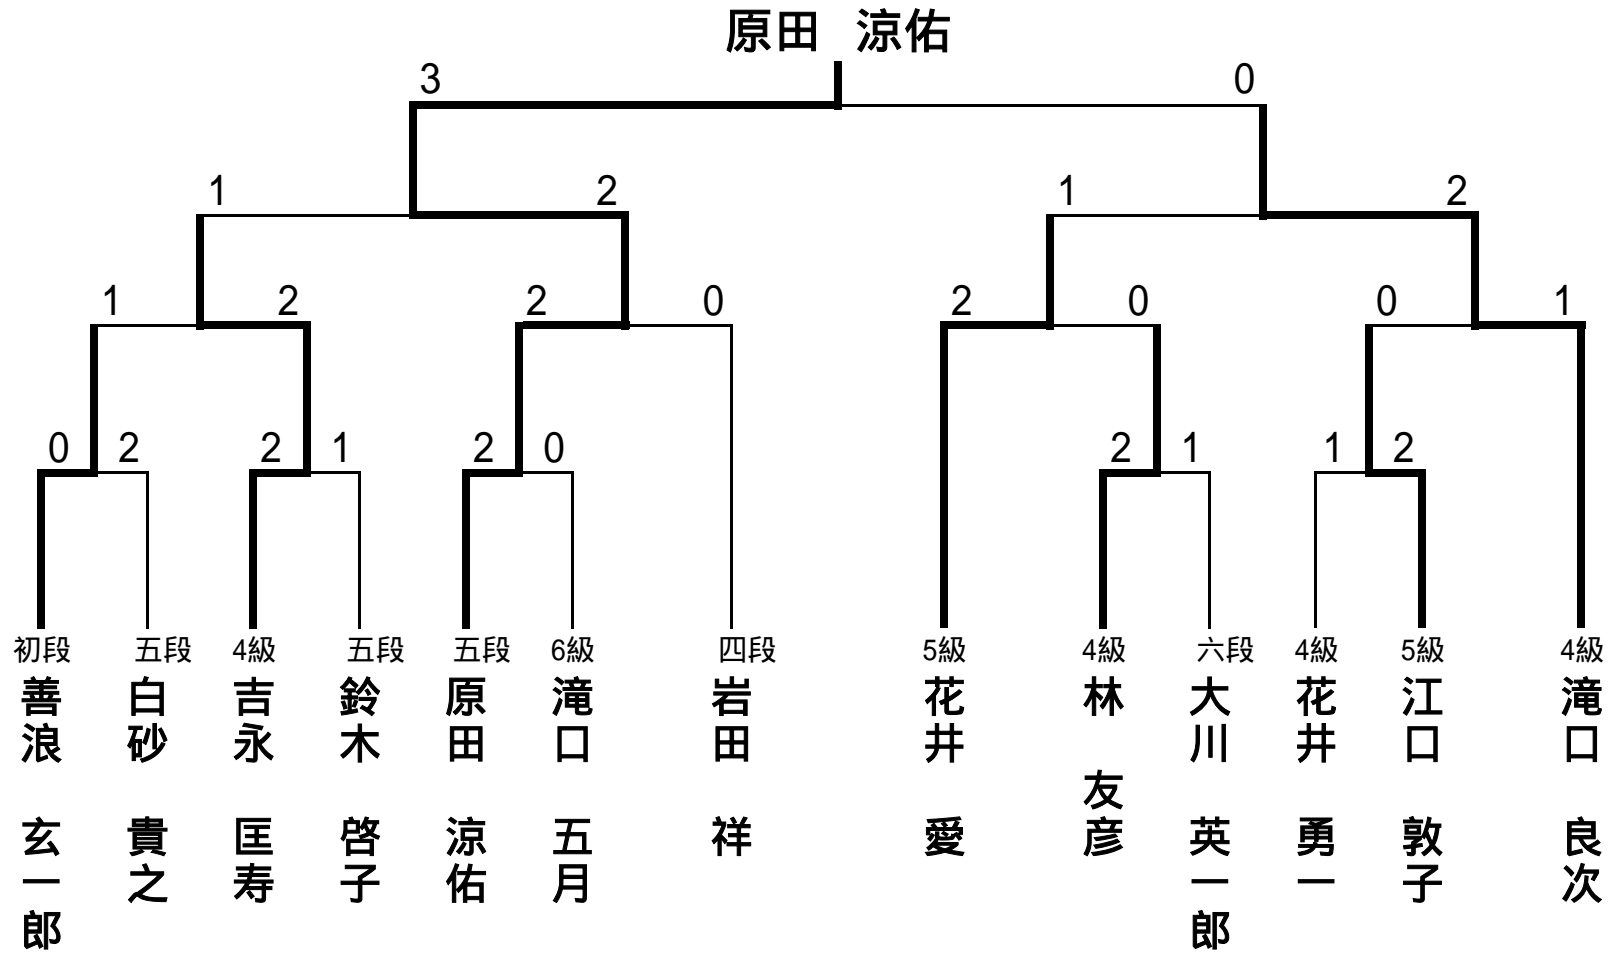 原田 涼佑
3 0
1 2 1 2
1 2 2 0 2 0 0 1
0 2 2 1 2 0 2 1 1 2
初段 五段 4級 五段 五段 6級 四段 5級 4級 六段 4級 5級 4級
善浪 玄一郎
白砂 貴之
吉永 匡寿
鈴木 啓子
原田 涼佑
滝口 五月
岩田 祥
花井 愛
林 友彦
大川 英一郎
花井 勇一
江口 敦子
滝口 良次